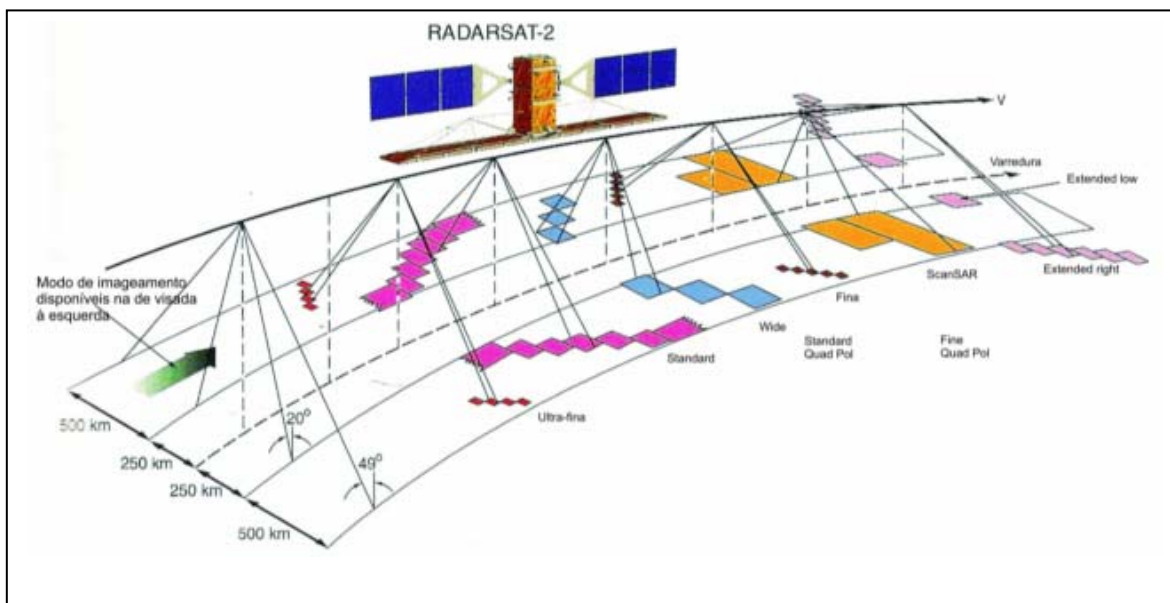 RADARSAT-2
V
Varredura
Extended low
Modo de imageamento
disponíveis na de visada
à esquerda
Extended right
ScanSAR
Fina
Wide
Standard
Quad Pol
Fine
Quad Pol
Standard
Ultra-fina
500 km
250 km
250 km
500 km
20°
49°